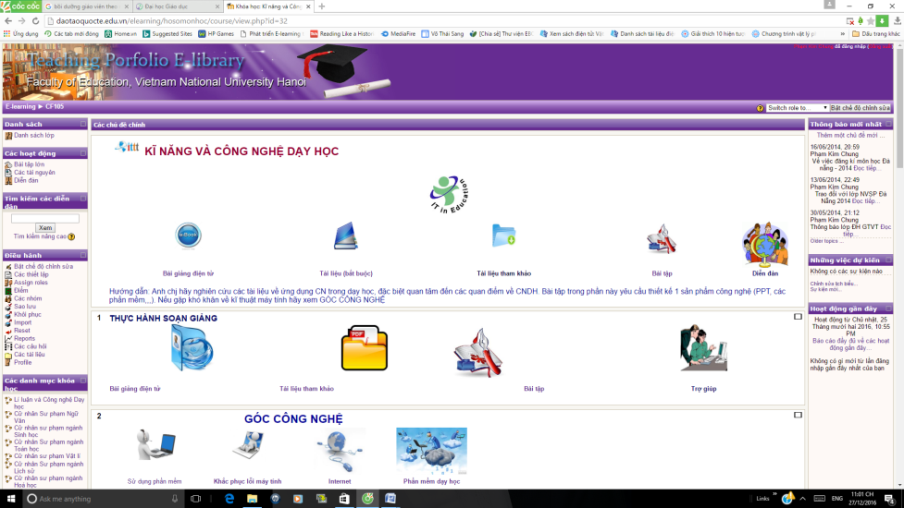 CỐC CỐC
bồi dưỡng giáo viên theo
Đại học Giáo dục
Khóa học: Kĩ năng và Côn
daotaoquocte.edu.vn/elearning/hosomonhoc/course/view.php?id=32
Ứng dụng
Các tab mới đóng
Home.vn
Suggested Sites
HP Games
Phát triển E-learning
Reading Like a Histori
MediaFire
Võ Thái Sang
[Chia sẻ] Thư viện Eb
Xem sách điện tử: Vật
Danh sách tài liệu điệ
Giải thích 10 hiện tượ
Chương trình vật lý p
Dấu trang khác
Teaching Porfolio E_library
Faculty of Education, Vietnam National University Hanoi
E-learning ► CF105
Switch role to...
Bật chế độ chỉnh sửa
Danh sách
Danh sách lớp
Các hoạt động
Bài tập lớn
Các tài nguyên
Diễn đàn
Tìm kiếm các diễn đàn
Xem
Tìm kiếm nâng cao
Điều hành
Bật chế độ chỉnh sửa
Các thiết lập
Assign roles
Điểm
Các nhóm
Sao lưu
Khôi phục
Import
Reset
Reports
Các câu hỏi
Các tài liệu
Profile
Các danh mục khóa học
Lí luận và Công nghệ Dạy học
Cử nhân Sư phạm Ngữ Văn
Cử nhân sư phạm ngành Sinh học
Cử nhân sư phạm ngành Toán học
Cử nhân sư phạm Vật lí
Cử nhân sư phạm ngành Lịch sử
Cử nhân sư phạm ngành Hoá học
Các chủ đề chính
KĨ NĂNG VÀ CÔNG NGHỆ DẠY HỌC
IT in Education
Bài giảng điện tử
Tài liệu (bắt buộc)
Tài liệu tham khảo
Bài tập
Diễn đàn
Hướng dẫn: Anh chị hãy nghiên cứu các tài liệu về ứng dụng CN trong dạy học, đặc biệt quan tâm đến các quan điểm về CNDH. Bài tập trong phần này yêu cầu thiết kế 1 sản phẩm công nghệ (PPT, các
phần mềm,,,). Nếu gặp khó khăn về kĩ thuật máy tính hãy xem GÓC CÔNG NGHỆ
1 THỰC HÀNH SOẠN GIẢNG
PDF
Bài giảng điện tử
Tài liệu tham khảo
Bài tập
Trợ giúp
2
GÓC CÔNG NGHỆ
Sử dụng phần mềm
Khắc phục lỗi máy tính
Internet
Phần mềm dạy học
Thông báo mới nhất
Thêm một chủ đề mới ...
16/06/2014, 20:59
Phạm Kim Chung
Về việc đăng kí môn học Đà nẵng - 2014 Đọc tiếp...
13/06/2014, 22:49
Phạm Kim Chung
Trao đổi với lớp NVSP Đà Nẵng 2014 Đọc tiếp...
30/05/2014, 21:12
Phạm Kim Chung
Thông báo lớp ĐH GTVT Đọc tiếp...
Older topics ...
Những việc dự kiến
Không có các sự kiện nào
Chỉnh sửa lịch biểu...
Sự kiện mới...
Hoạt động gần đây
Hoạt động từ Chủ nhật, 25 Tháng mười hai 2016, 10:55 PM
Báo cáo đầy đủ về các hoạt động gần đây...
Không có gì mới từ lần đăng nhập gần đây nhất của bạn
Ask me anything
Links
ENG
11:01 CH
27/12/2016